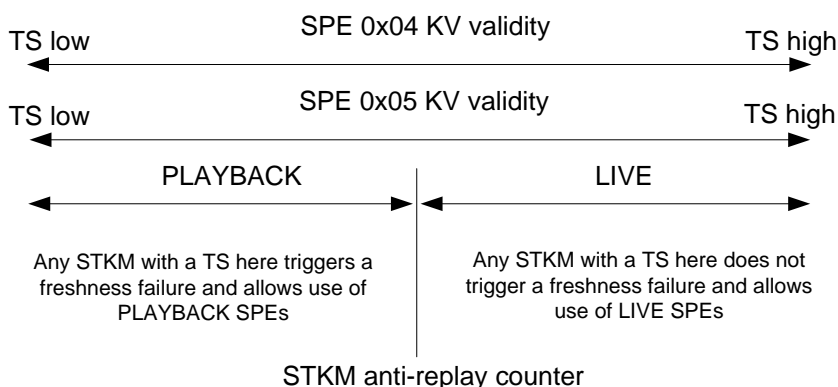 SPE 0x04 KV validity
TS low
TS high
SPE 0x05 KV validity
TS low
TS high
PLAYBACK
LIVE
Any STKM with a TS here triggers a
freshness failure and allows use of
PLAYBACK SPEs
Any STKM with a TS here does not
trigger a freshness failure and allows
use of LIVE SPEs
STKM anti-replay counter